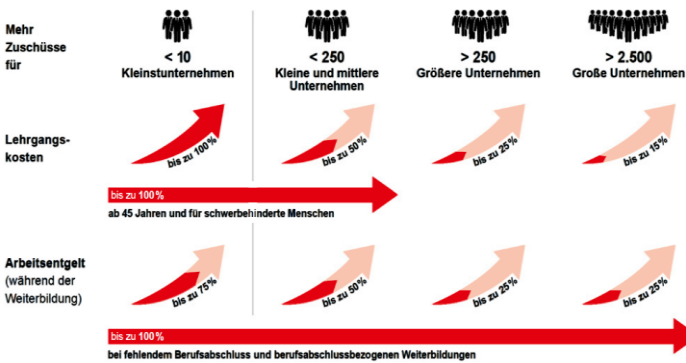 Mehr
Zuschüsse
für
< 10
Kleinstunternehmen
< 250
Kleine und mittlere
Unternehmen
> 250
Größere Unternehmen
> 2.500
Große Unternehmen
Lehrgangs-
kosten
bis zu 100%
bis zu 50%
bis zu 25%
bis zu 15%
bis zu 100%
ab 45 Jahren und für schwerbehinderte Menschen
Arbeitsentgelt
(während der
Weiterbildung)
bis zu 75%
bis zu 50%
bis zu 25%
bis zu 25%
bis zu 100%
bei fehlendem Berufsabschluss und berufsabschlussbezogenen Weiterbildungen